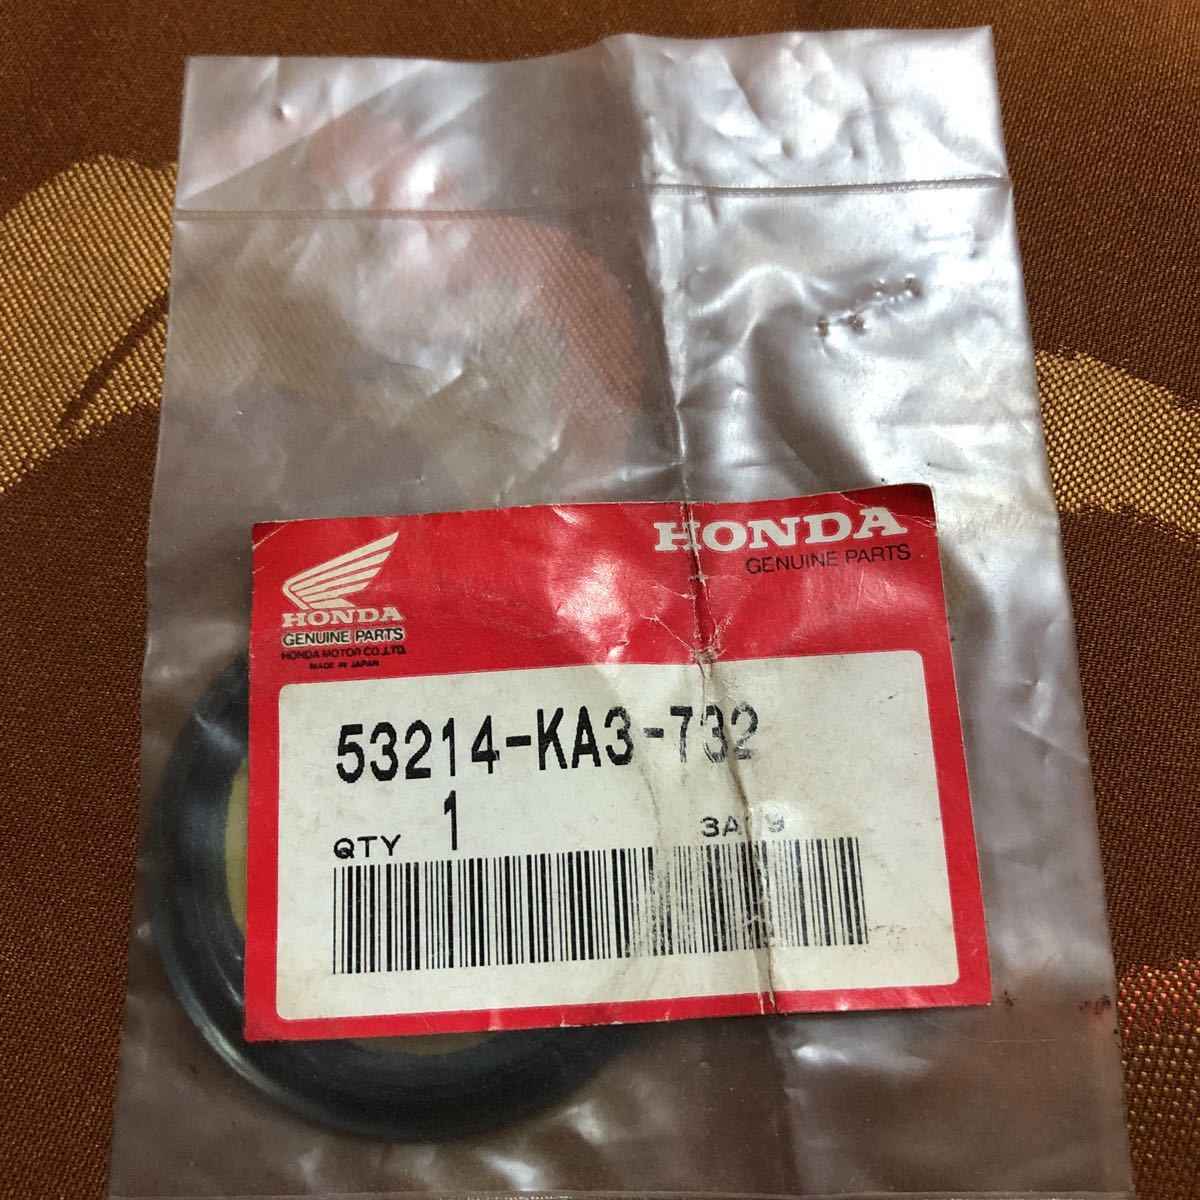 HONDA
GENUINE PARTS
HONDA
GENUINE PARTS
HONDA MOTOR CO.,LTD.
MADE IN JAPAN
53214-KA3-732
QTY 1